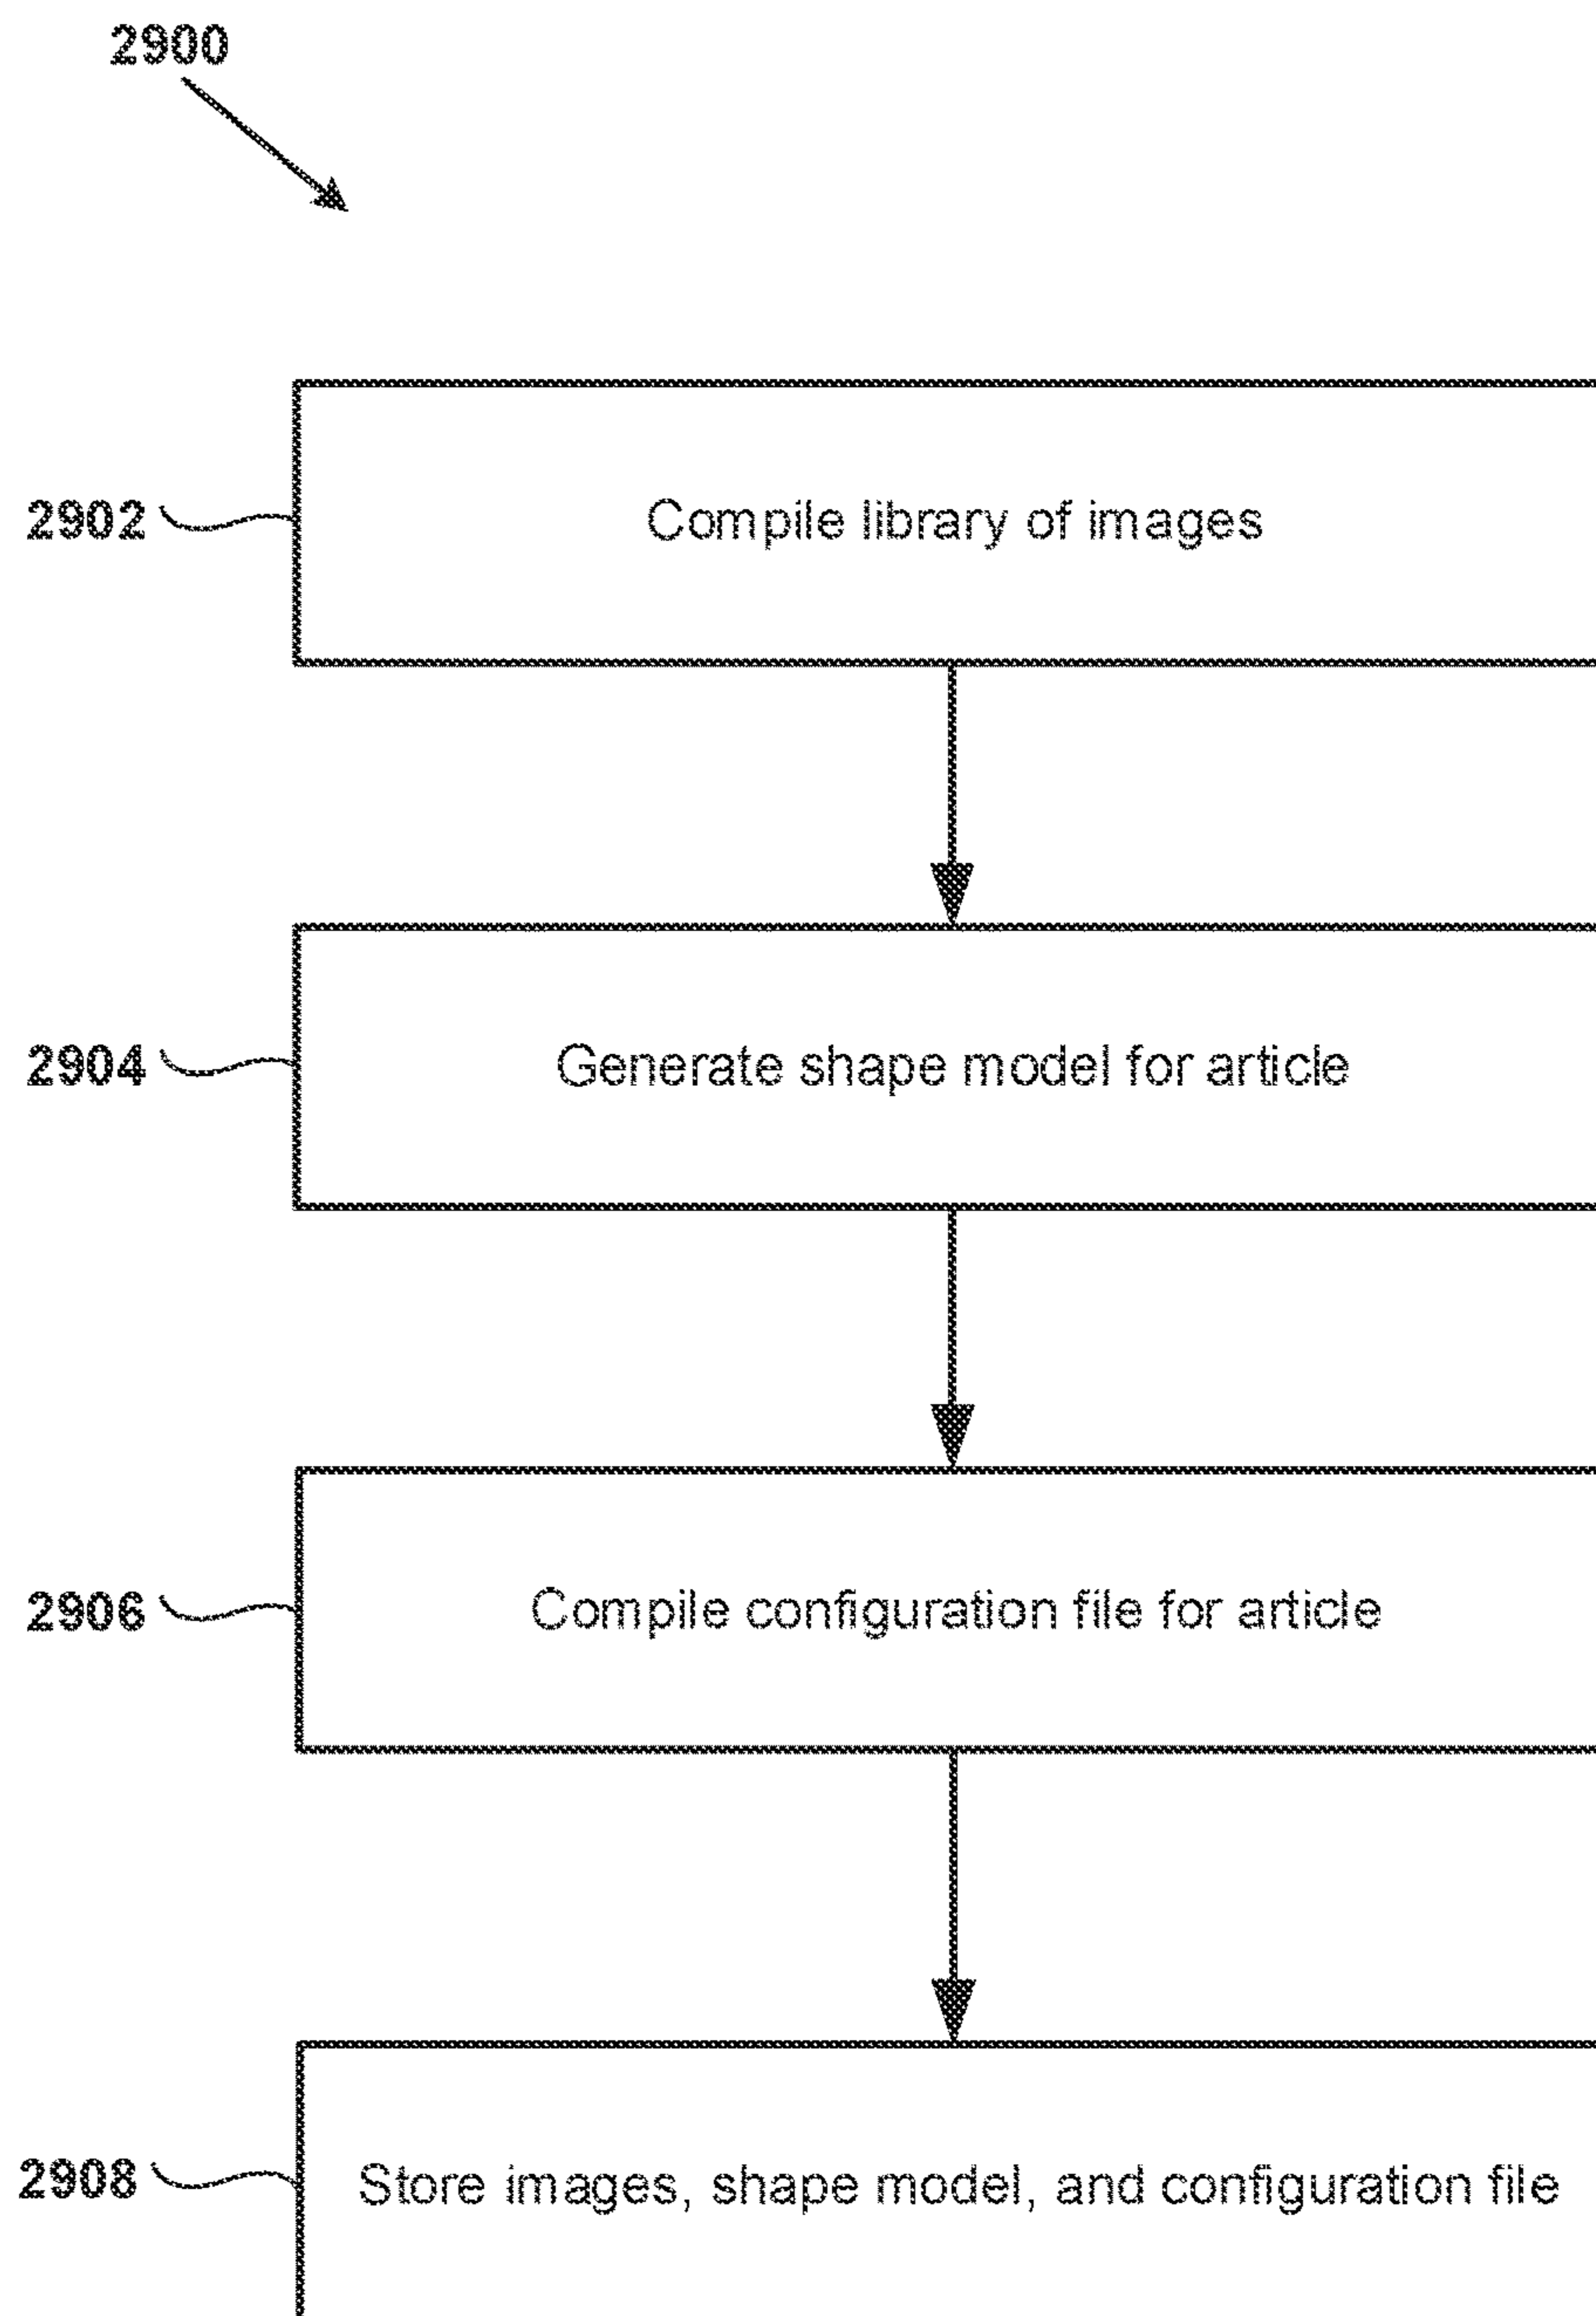 2900
2902 Compile library of images
2904 Generate shape model for article
2906 Compile configuration file for article
2908 Store images, shape model, and configuration file